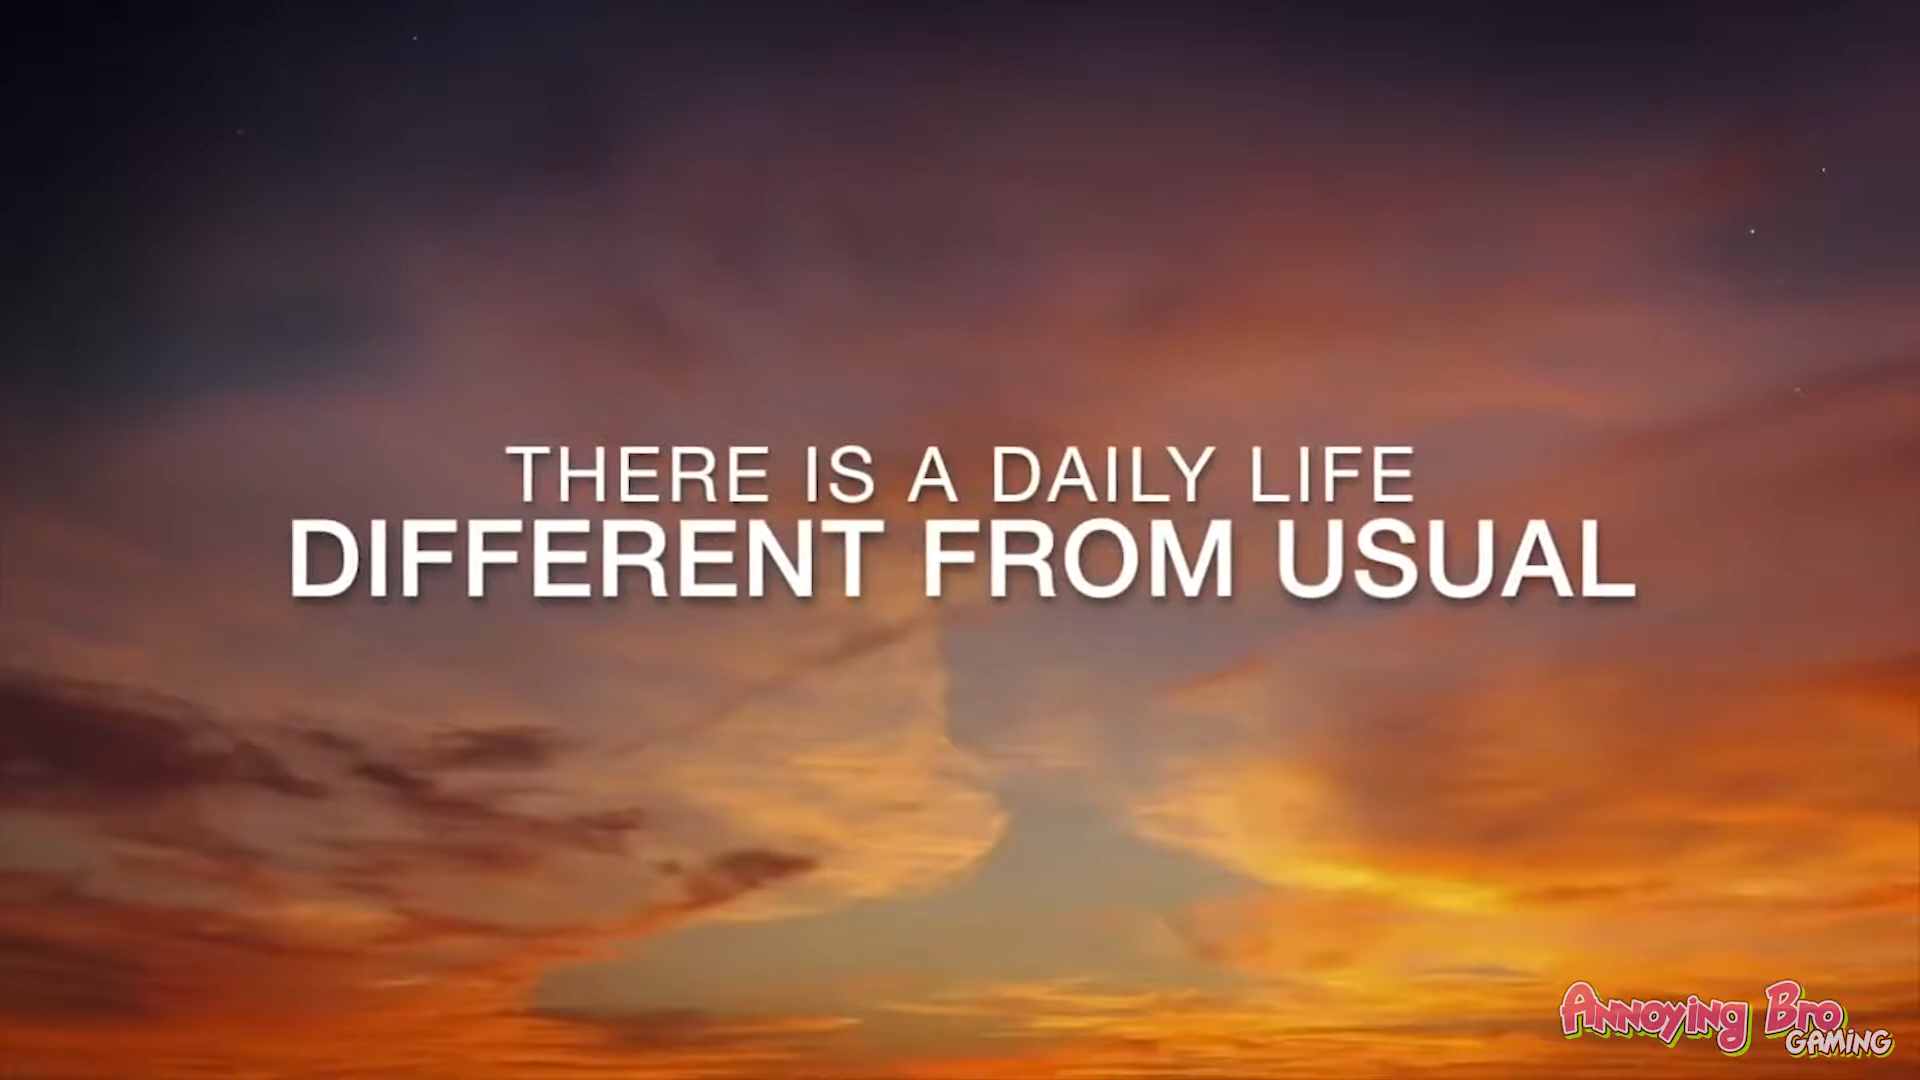 THERE IS A DAILY LIFE
DIFFERENT FROM USUAL
Annoying Bro
GAMING